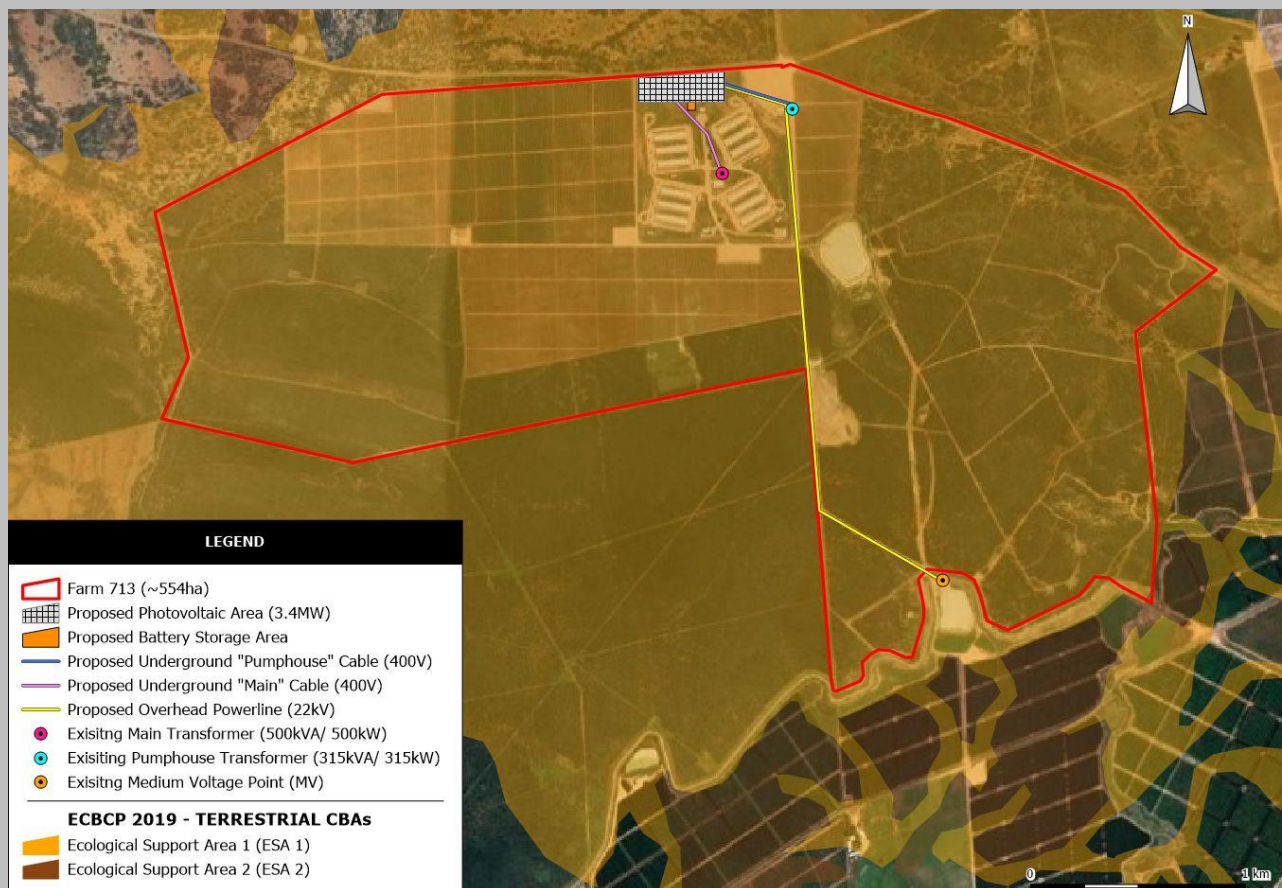 N
LEGEND
Farm 713 (~554ha)
Proposed Photovoltaic Area (3.4MW)
Proposed Battery Storage Area
Proposed Underground "Pumphouse" Cable (400V)
Proposed Underground "Main" Cable (400V)
Proposed Overhead Powerline (22kV)
Exisitng Main Transformer (500kVA/ 500kW)
Exisiting Pumphouse Transformer (315kVA/ 315kW)
Exisitng Medium Voltage Point (MV)
ECBCP 2019 - TERRESTRIAL CBAs
Ecological Support Area 1 (ESA 1)
Ecological Support Area 2 (ESA 2)
0 1 km